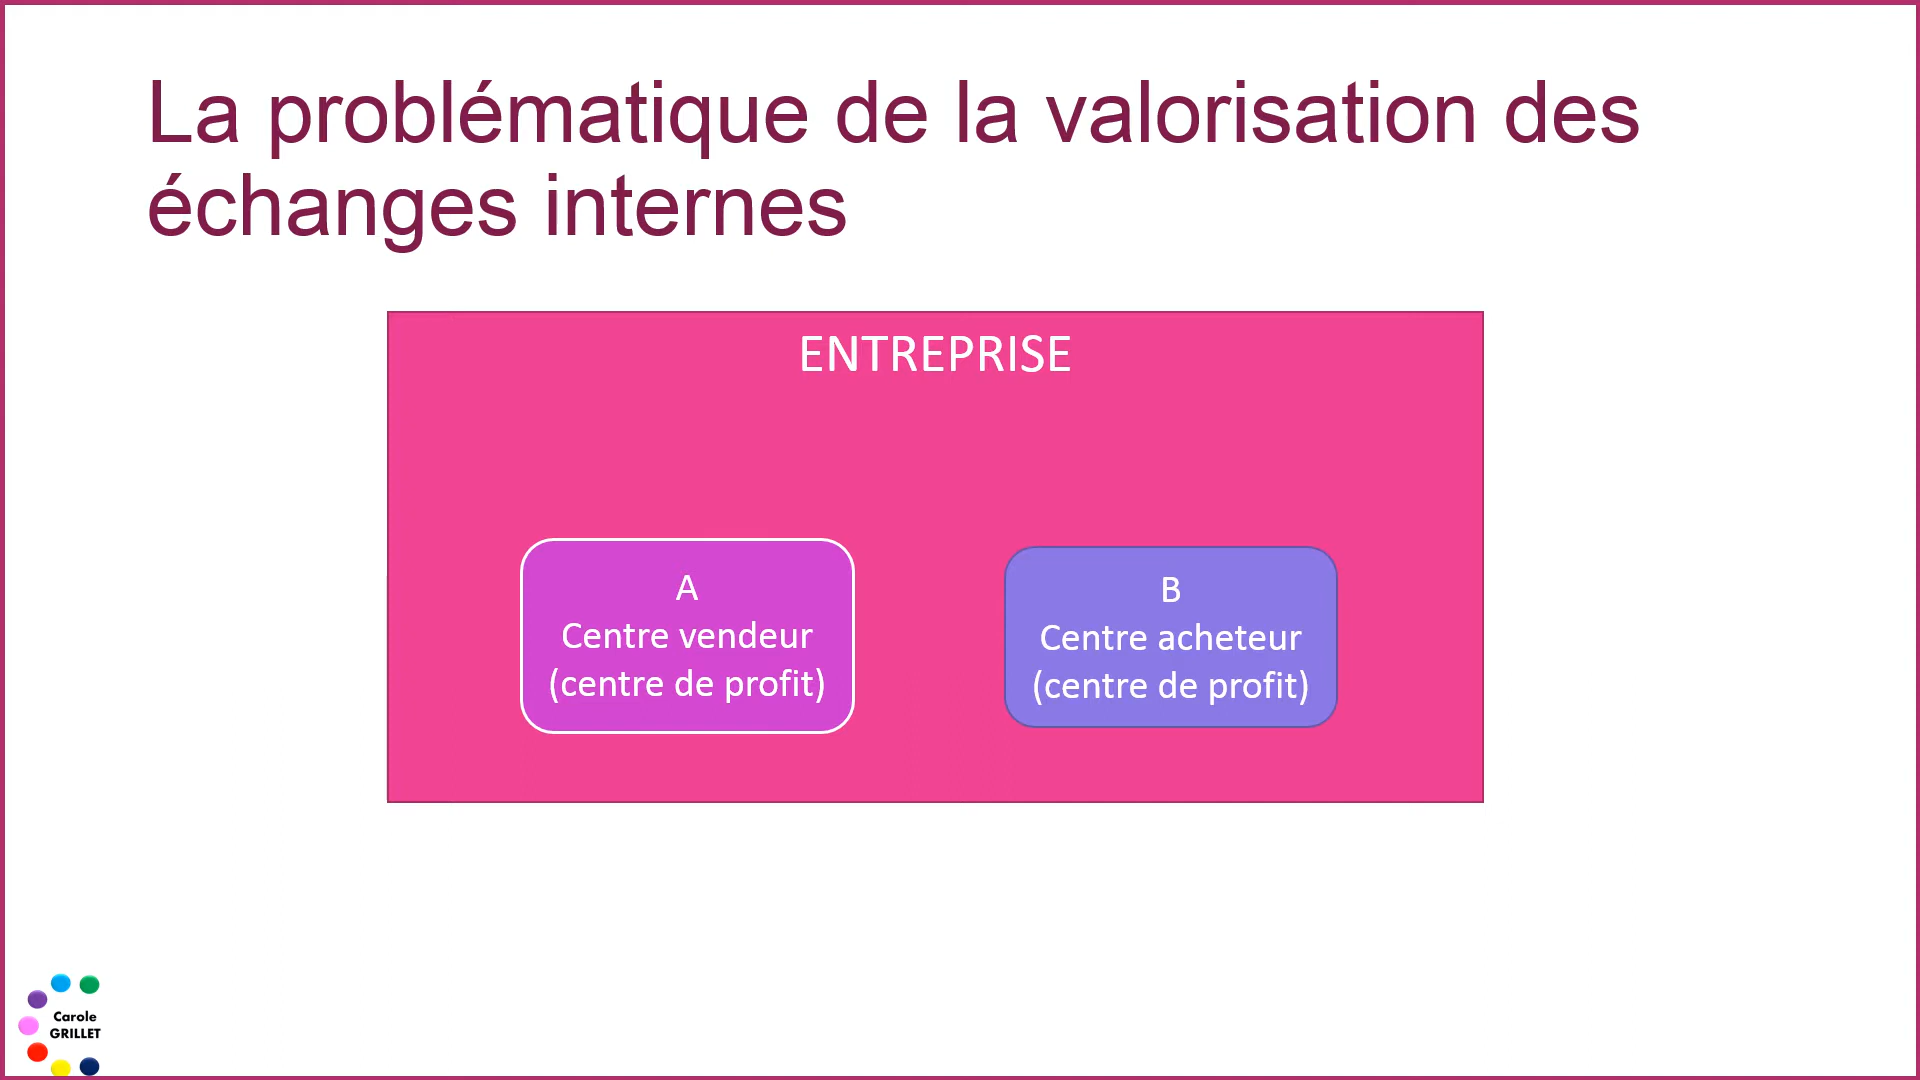 La problématique de la valorisation des
échanges internes
ENTREPRISE
A
Centre vendeur
(centre de profit)
B
Centre acheteur
(centre de profit)
Carole
GRILLET